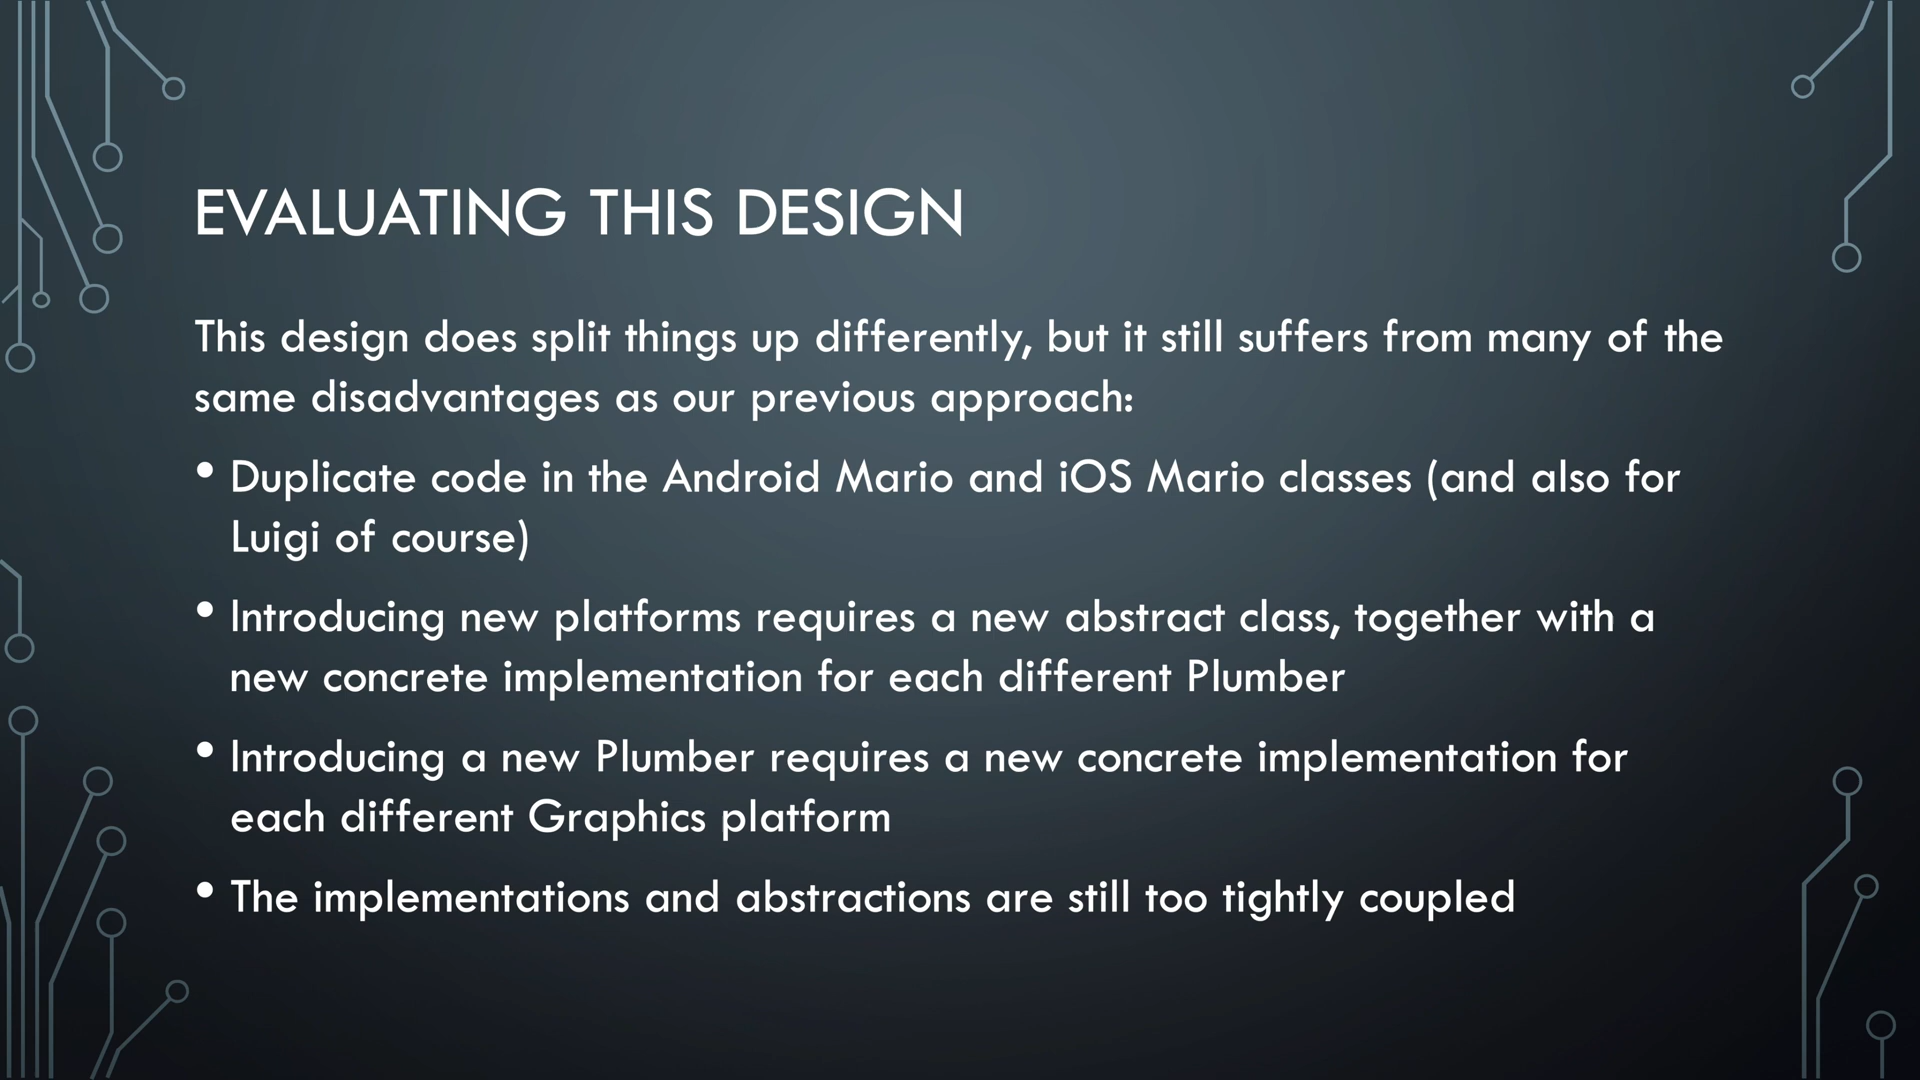 EVALUATING THIS DESIGN
This design does split things up differently, but it still suffers from many of the
same disadvantages as our previous approach:
• Duplicate code in the Android Mario and iOS Mario classes (and also for
Luigi of course)
• Introducing new platforms requires a new abstract class, together with a
new concrete implementation for each different Plumber
• Introducing a new Plumber requires a new concrete implementation for
each different Graphics platform
• The implementations and abstractions are still too tightly coupled